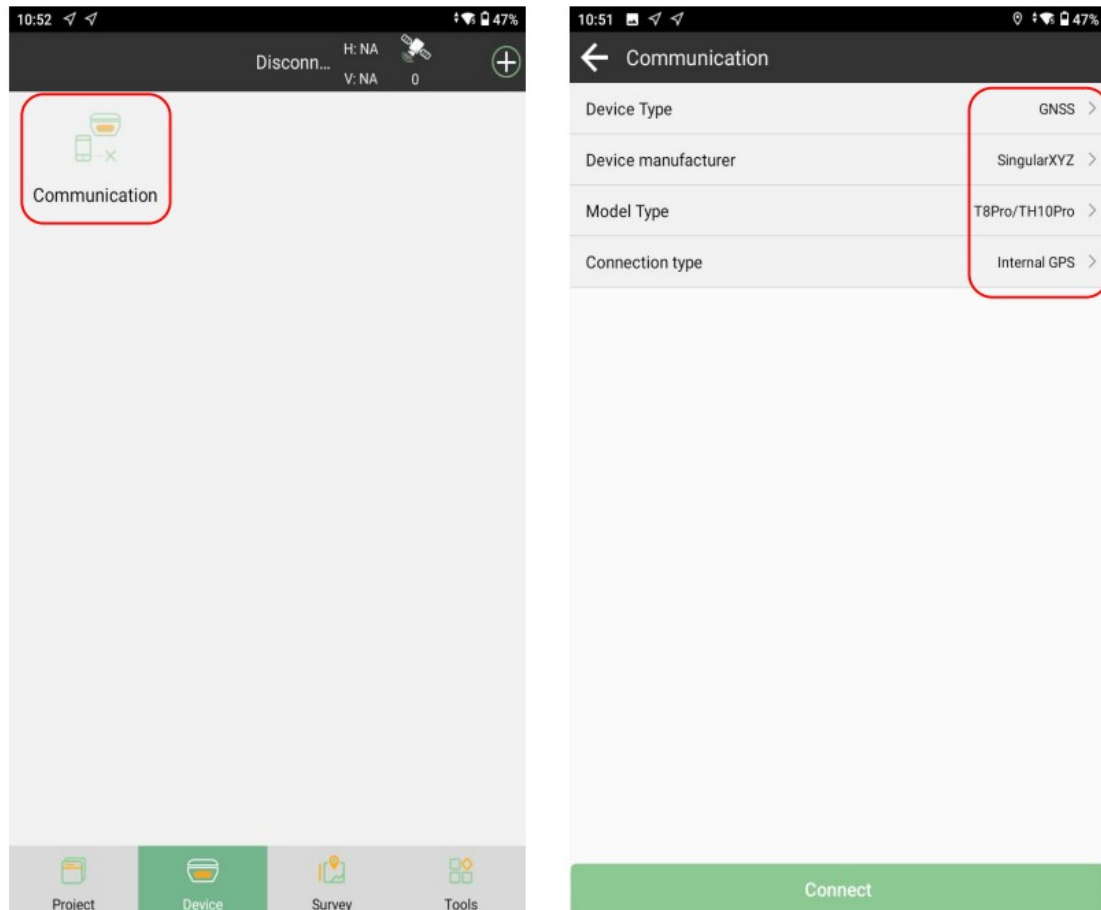 10:52
47%
Disconn...
H: NA
V: NA
0
Communication
Project
Device
Survey
Tools
10:51
47%
Communication
Device Type GNSS
Device manufacturer SingularXYZ
Model Type T8Pro/TH10Pro
Connection type Internal GPS
Connect